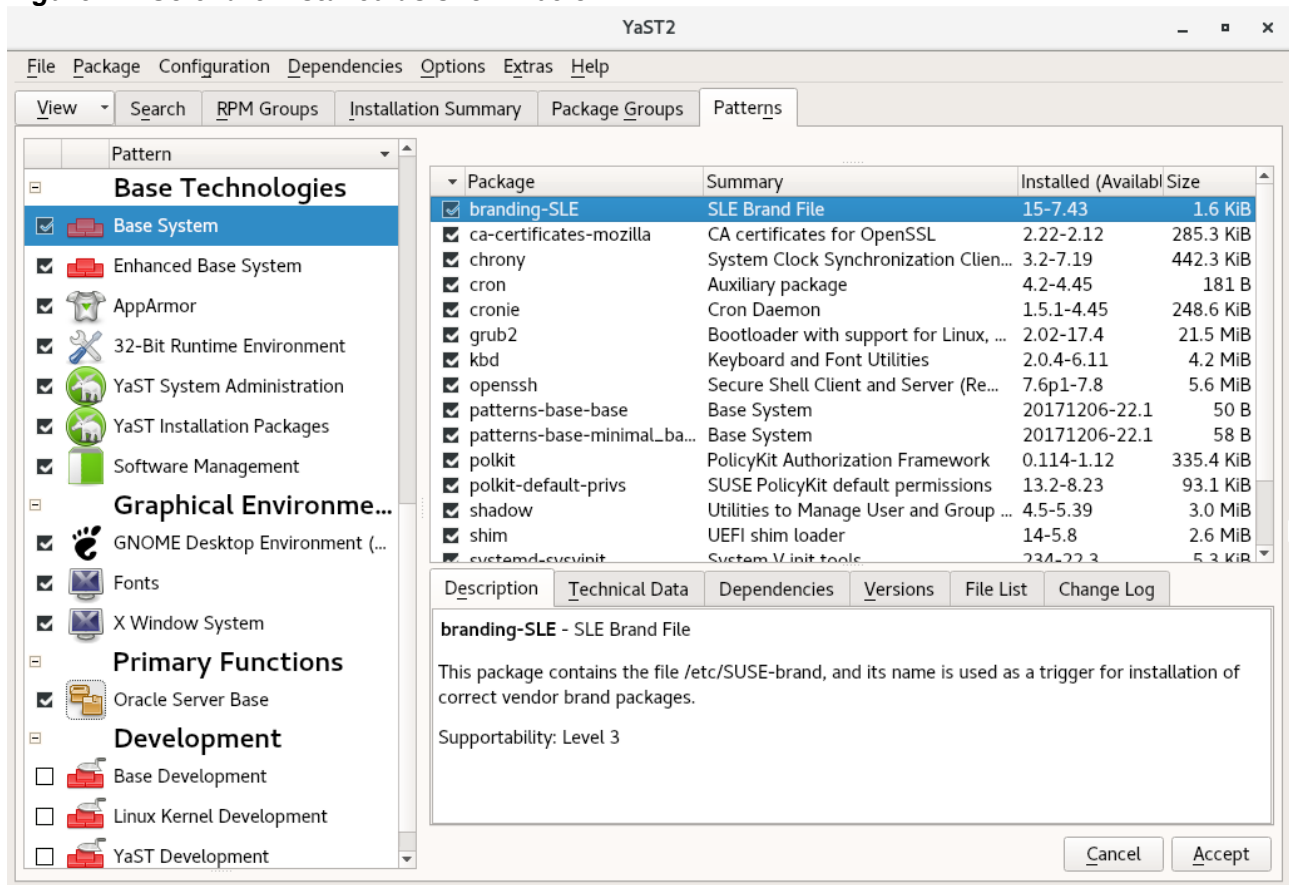 YaST2
File Package Configuration Dependencies Options Extras Help
View Search RPM Groups Installation Summary Package Groups Patterns
Pattern
Base Technologies
Base System
Enhanced Base System
AppArmor
32-Bit Runtime Environment
YaST System Administration
YaST Installation Packages
Software Management
Graphical Environme...
GNOME Desktop Environment (...
Fonts
X Window System
Primary Functions
Oracle Server Base
Development
Base Development
Linux Kernel Development
YaST Development
Package Summary Installed (Availabl Size
branding-SLE SLE Brand File 15-7.43 1.6 KiB
ca-certificates-mozilla CA certificates for OpenSSL 2.22-2.12 285.3 KiB
chrony System Clock Synchronization Clien... 3.2-7.19 442.3 KiB
cron Auxiliary package 4.2-4.45 181 B
cronie Cron Daemon 1.5.1-4.45 248.6 KiB
grub2 Bootloader with support for Linux, ... 2.02-17.4 21.5 MiB
kbd Keyboard and Font Utilities 2.0.4-6.11 4.2 MiB
openssh Secure Shell Client and Server (Re... 7.6p1-7.8 5.6 MiB
patterns-base-base Base System 20171206-22.1 50 B
patterns-base-minimal_ba... Base System 20171206-22.1 58 B
polkit PolicyKit Authorization Framework 0.114-1.12 335.4 KiB
polkit-default-privs SUSE PolicyKit default permissions 13.2-8.23 93.1 KiB
shadow Utilities to Manage User and Group ... 4.5-5.39 3.0 MiB
shim UEFI shim loader 14-5.8 2.6 MiB
systemd-sysvinit System V init tools 234-22.3 5.3 KiB
Description Technical Data Dependencies Versions File List Change Log
branding-SLE - SLE Brand File
This package contains the file /etc/SUSE-brand, and its name is used as a trigger for installation of
correct vendor brand packages.
Supportability: Level 3
Cancel Accept